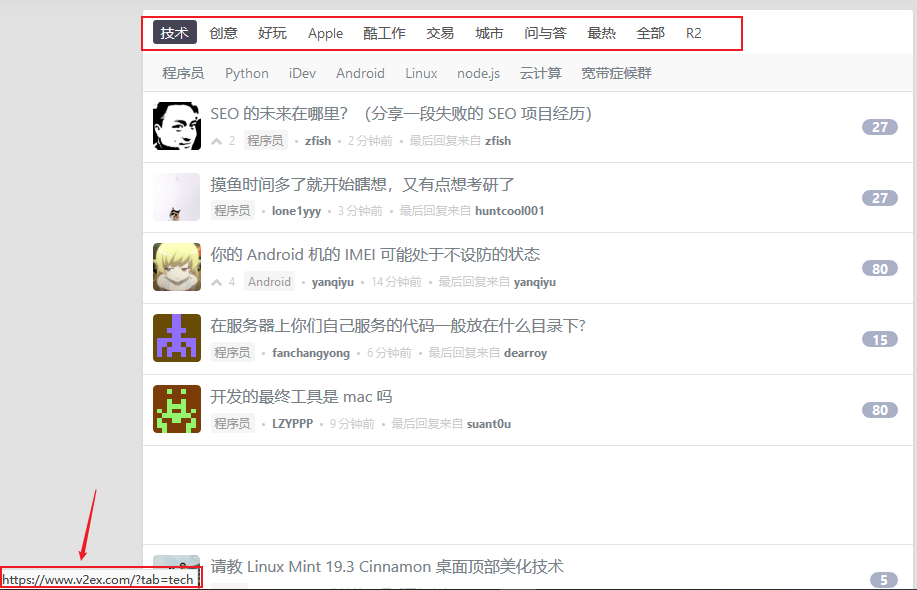 技术 创意 好玩 Apple 酷工作 交易 城市 问与答 最热 全部 R2
程序员 Python iDev Android Linux node.js 云计算 宽带症候群
SEO 的未来在哪里？（分享一段失败的 SEO 项目经历） 27
2 程序员 • zfish • 2 分钟前 • 最后回复来自 zfish
摸鱼时间多了就开始瞎想，又有点想考研了 27
程序员 • lone1yyy • 3 分钟前 • 最后回复来自 huntcool001
你的 Android 机的 IMEI 可能处于不设防的状态 80
4 Android • yanqiyu • 14 分钟前 • 最后回复来自 yanqiyu
在服务器上你们自己服务的代码一般放在什么目录下? 15
程序员 • fanchangyong • 6 分钟前 • 最后回复来自 dearroy
开发的最终工具是 mac 吗 80
程序员 • LZYPPP • 9 分钟前 • 最后回复来自 suant0u
请教 Linux Mint 19.3 Cinnamon 桌面顶部美化技术 5
https://www.v2ex.com/?tab=tech